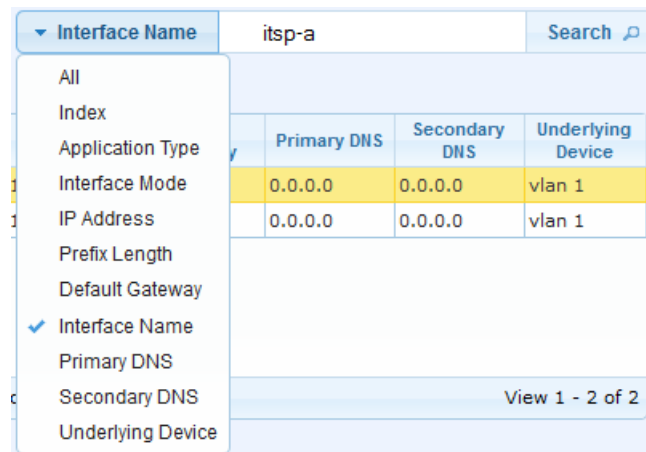 Interface Name itsp-a Search
All
Index
Application Type
Interface Mode
IP Address
Prefix Length
Default Gateway
Interface Name
Primary DNS
Secondary DNS
Underlying Device
Primary DNS Secondary DNS Underlying Device
0.0.0.0 0.0.0.0 vlan 1
0.0.0.0 0.0.0.0 vlan 1
View 1 - 2 of 2